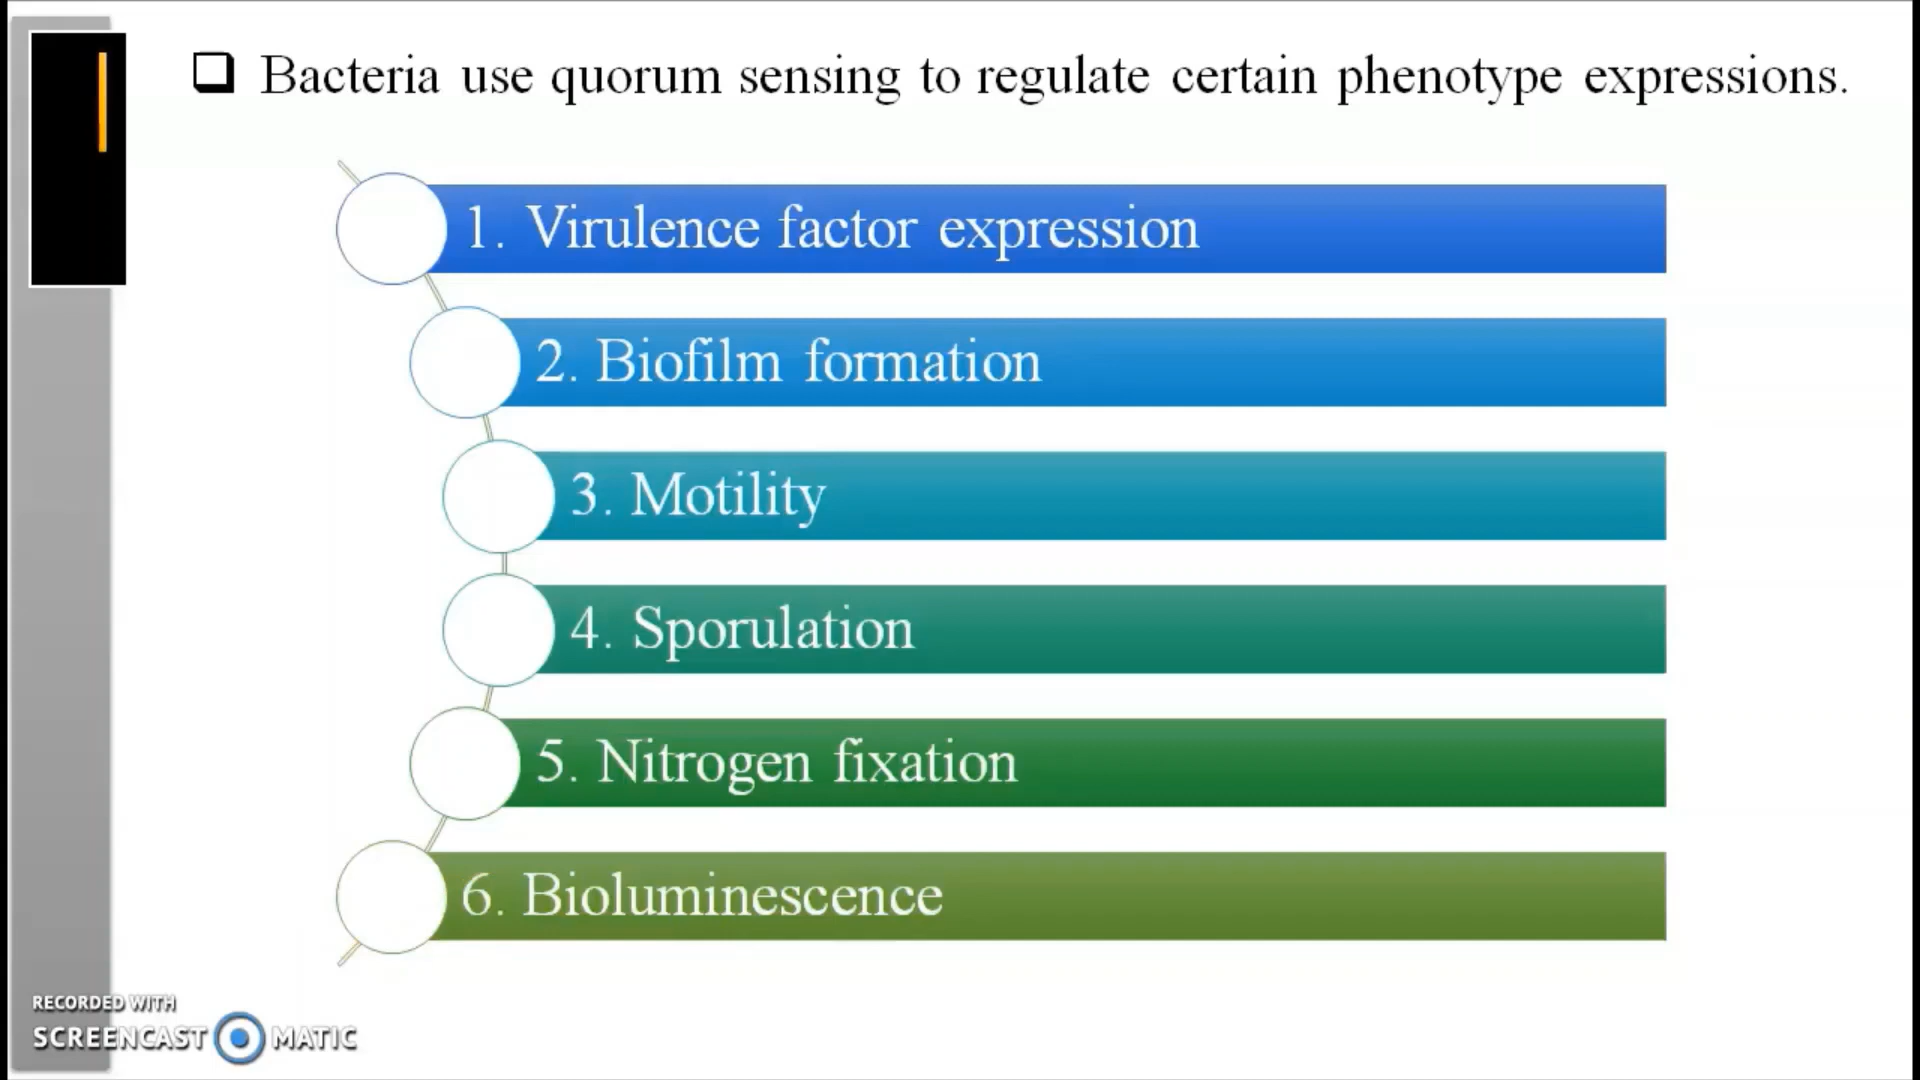 Bacteria use quorum sensing to regulate certain phenotype expressions.
1. Virulence factor expression
2. Biofilm formation
3. Motility
4. Sporulation
5. Nitrogen fixation
6. Bioluminescence
RECORDED WITH
SCREENCAST MATIC